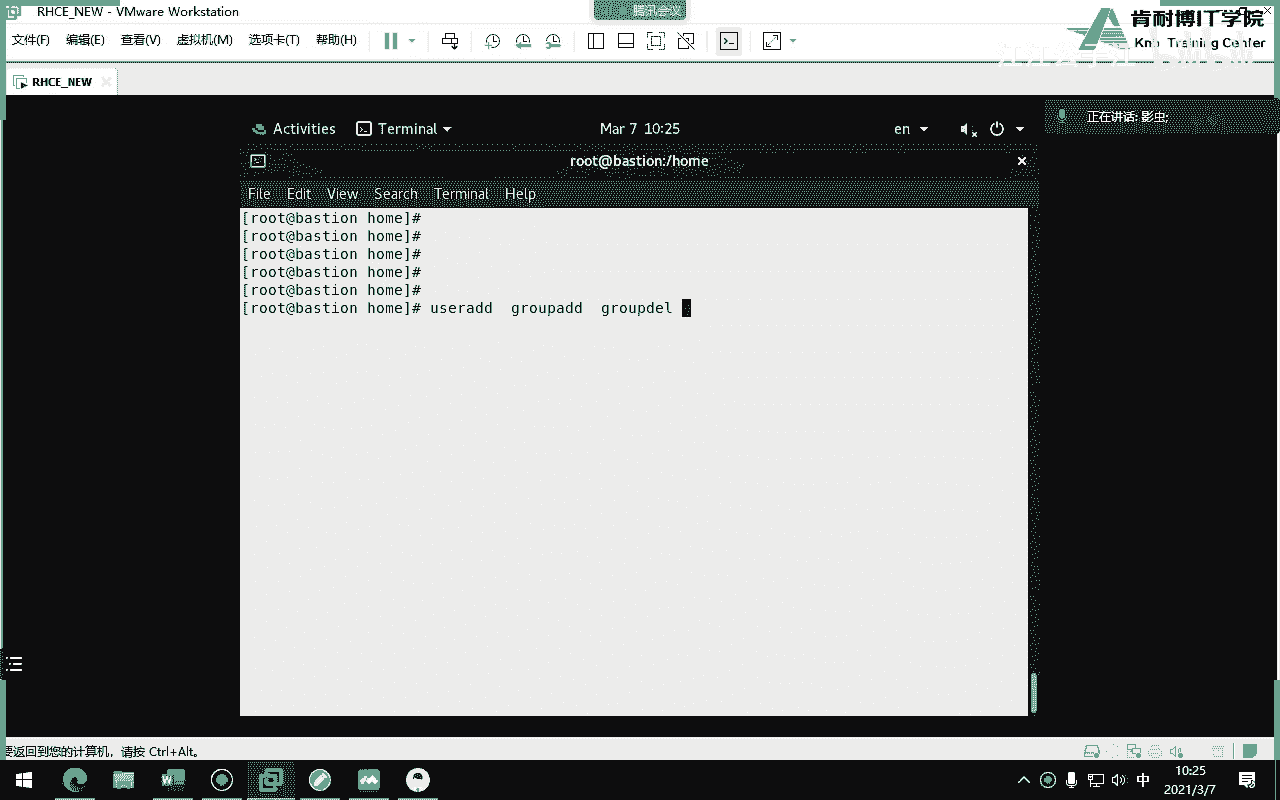 RHCE_NEW - VMware Workstation
腾讯会议
文件(F) 编辑(E) 查看(V) 虚拟机(M) 选项卡(T) 帮助(H)
肯耐博IT学院
Knb Training Center
RHCE_NEW
正在讲话: 影虫;
Activities Terminal Mar 7 10:25 en
root@bastion:/home
File Edit View Search Terminal Help
[root@bastion home]#
[root@bastion home]#
[root@bastion home]#
[root@bastion home]#
[root@bastion home]#
[root@bastion home]# useradd groupadd groupdel
要返回到您的计算机，请按 Ctrl+Alt。
中
10:25
2021/3/7